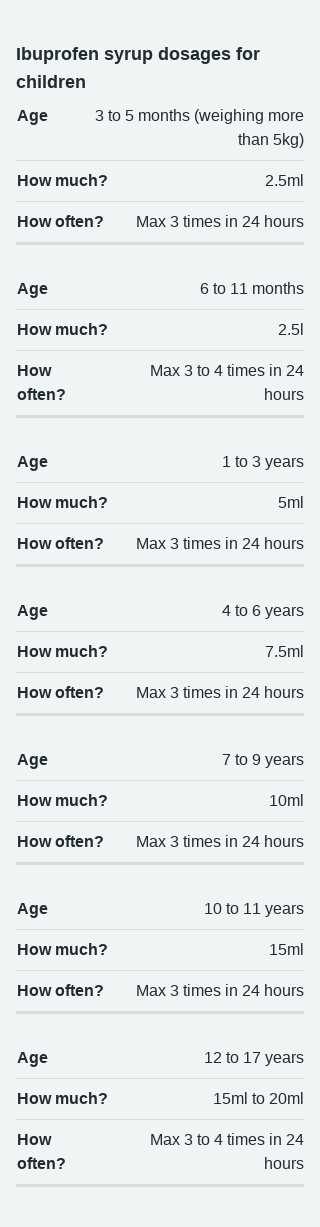 Ibuprofen syrup dosages for
children
Age 3 to 5 months (weighing more
than 5kg)
How much? 2.5ml
How often? Max 3 times in 24 hours
Age 6 to 11 months
How much? 2.5l
How Max 3 to 4 times in 24
often? hours
Age 1 to 3 years
How much? 5ml
How often? Max 3 times in 24 hours
Age 4 to 6 years
How much? 7.5ml
How often? Max 3 times in 24 hours
Age 7 to 9 years
How much? 10ml
How often? Max 3 times in 24 hours
Age 10 to 11 years
How much? 15ml
How often? Max 3 times in 24 hours
Age 12 to 17 years
How much? 15ml to 20ml
How Max 3 to 4 times in 24
often? hours